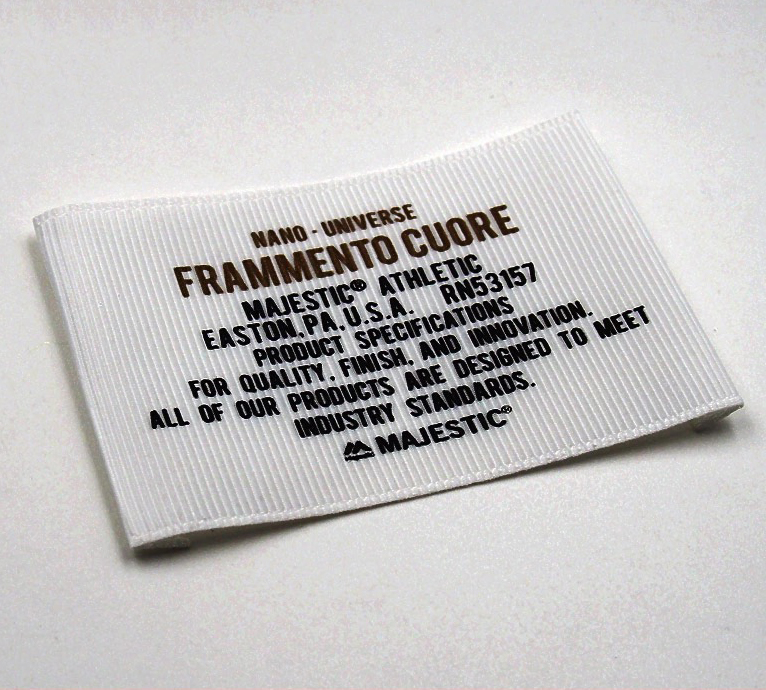 NANO - UNIVERSE
FRAMMENTO CUORE
MAJESTIC® ATHLETIC
EASTON, PA, U.S.A. RN53157
PRODUCT SPECIFICATIONS
FOR QUALITY, FINISH, AND INNOVATION.
ALL OF OUR PRODUCTS ARE DESIGNED TO MEET
INDUSTRY STANDARDS.
MAJESTIC®